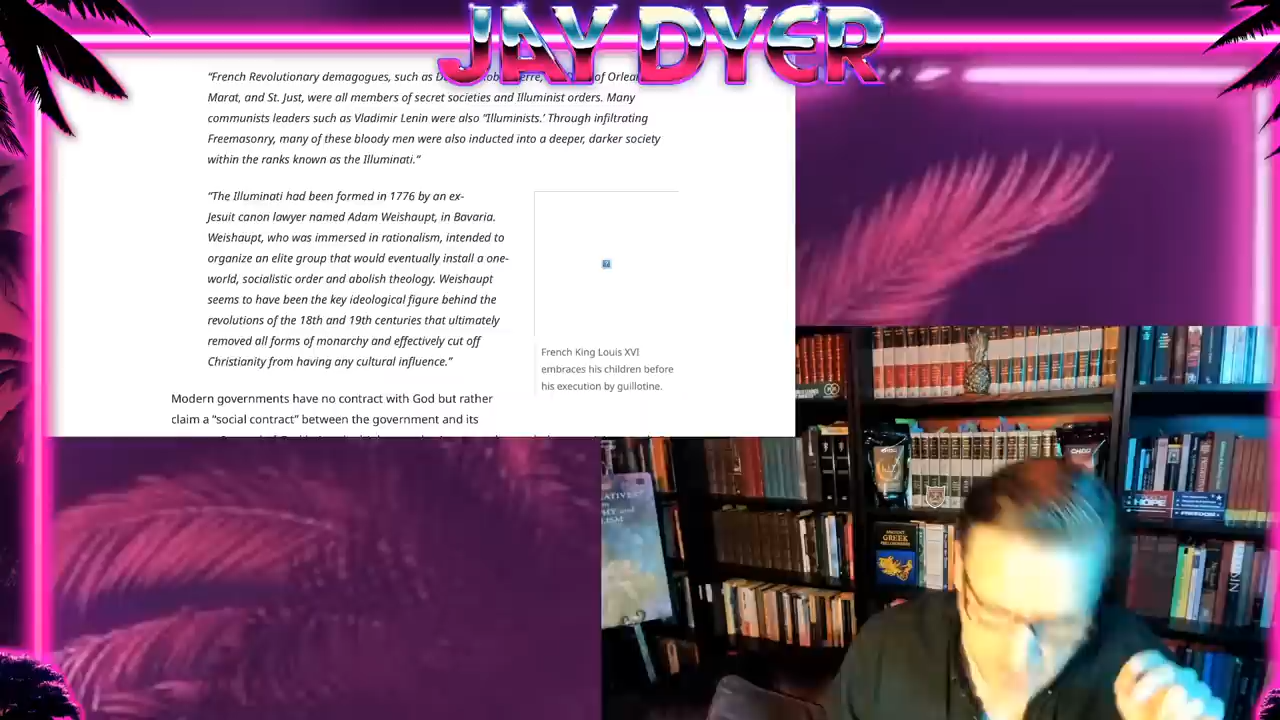 JAY DYER
“French Revolutionary demagogues, such as of
Marat, and St. Just, were all members of secret societies and Illuminist orders. Many
communists leaders such as Vladimir Lenin were also “Illuminists.’ Through infiltrating
Freemasonry, many of these bloody men were also inducted into a deeper, darker society
within the ranks known as the Illuminati.”
“The Illuminati had been formed in 1776 by an ex-
Jesuit canon lawyer named Adam Weishaupt, in Bavaria.
Weishaupt, who was immersed in rationalism, intended to
organize an elite group that would eventually install a one-
world, socialistic order and abolish theology. Weishaupt
seems to have been the key ideological figure behind the
revolutions of the 18th and 19th centuries that ultimately
removed all forms of monarchy and effectively cut off
Christianity from having any cultural influence.”
French King Louis XVI
embraces his children before
his execution by guillotine.
Modern governments have no contract with God but rather
claim a “social contract” between the government and its
GREEK
HOPE